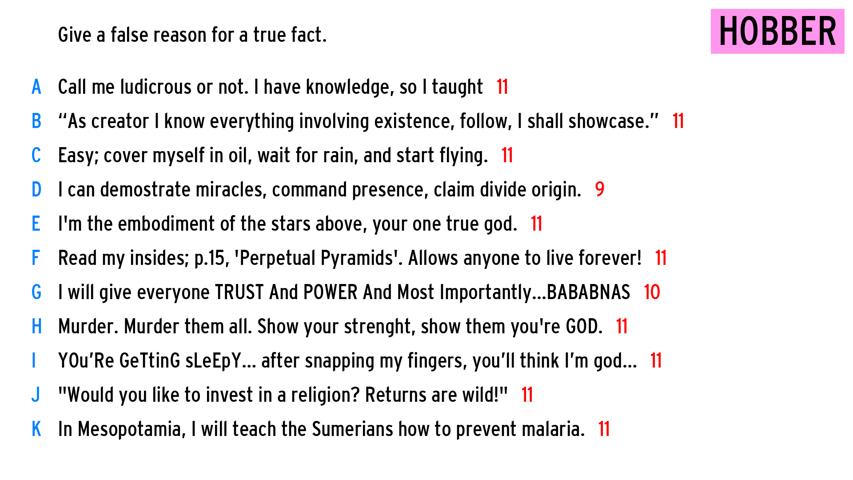 Give a false reason for a true fact.
HOBBER
A Call me ludicrous or not. I have knowledge, so I taught 11
B “As creator I know everything involving existence, follow, I shall showcase.” 11
C Easy; cover myself in oil, wait for rain, and start flying. 11
D I can demostrate miracles, command presence, claim divide origin. 9
E I'm the embodiment of the stars above, your one true god. 11
F Read my insides; p.15, 'Perpetual Pyramids'. Allows anyone to live forever! 11
G I will give everyone TRUST And POWER And Most Importantly...BABABNAS 10
H Murder. Murder them all. Show your strenght, show them you're GOD. 11
I YOu’Re GeTtinG sLeEpY... after snapping my fingers, you’ll think I’m god... 11
J "Would you like to invest in a religion? Returns are wild!" 11
K In Mesopotamia, I will teach the Sumerians how to prevent malaria. 11